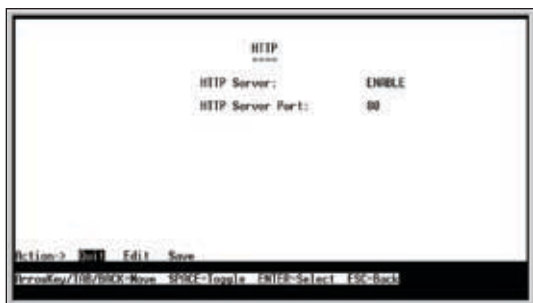 HTTP
====
HTTP Server: ENABLE
HTTP Server Port: 80
Action-> Quit Edit Save
ArrowKey/TAB/BACK-Move SPACE-Toggle ENTER-Select ESC-Back